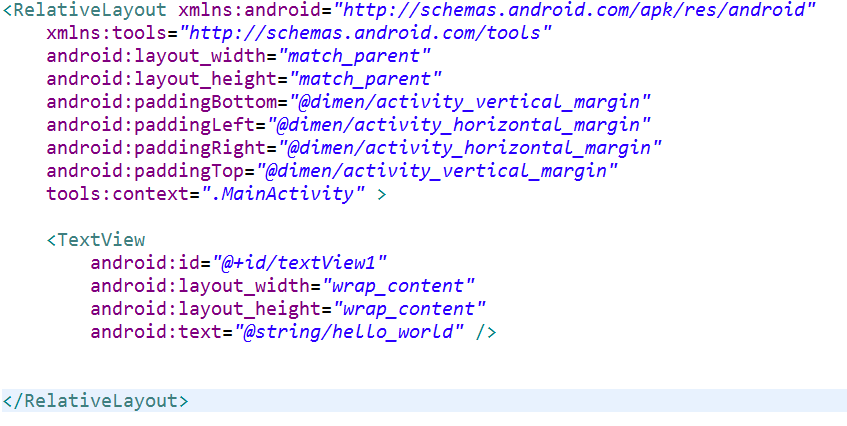 <RelativeLayout xmlns:android="http://schemas.android.com/apk/res/android"
    xmlns:tools="http://schemas.android.com/tools"
    android:layout_width="match_parent"
    android:layout_height="match_parent"
    android:paddingBottom="@dimen/activity_vertical_margin"
    android:paddingLeft="@dimen/activity_horizontal_margin"
    android:paddingRight="@dimen/activity_horizontal_margin"
    android:paddingTop="@dimen/activity_vertical_margin"
    tools:context=".MainActivity" >

    <TextView
        android:id="@+id/textView1"
        android:layout_width="wrap_content"
        android:layout_height="wrap_content"
        android:text="@string/hello_world" />


</RelativeLayout>